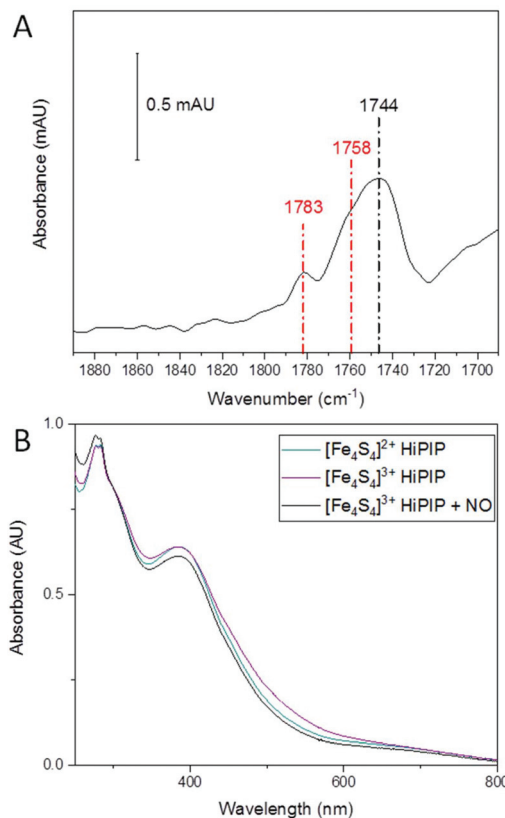 A
0.5 mAU
1744
1758
1783
Absorbance (mAU)
1880 1860 1840 1820 1800 1780 1760 1740 1720 1700
Wavenumber (cm⁻¹)
B
1.0
[Fe₄S₄]²⁺ HiPIP
[Fe₄S₄]³⁺ HiPIP
[Fe₄S₄]³⁺ HiPIP + NO
Absorbance (AU)
0.5
0.0
400 600 800
Wavelength (nm)